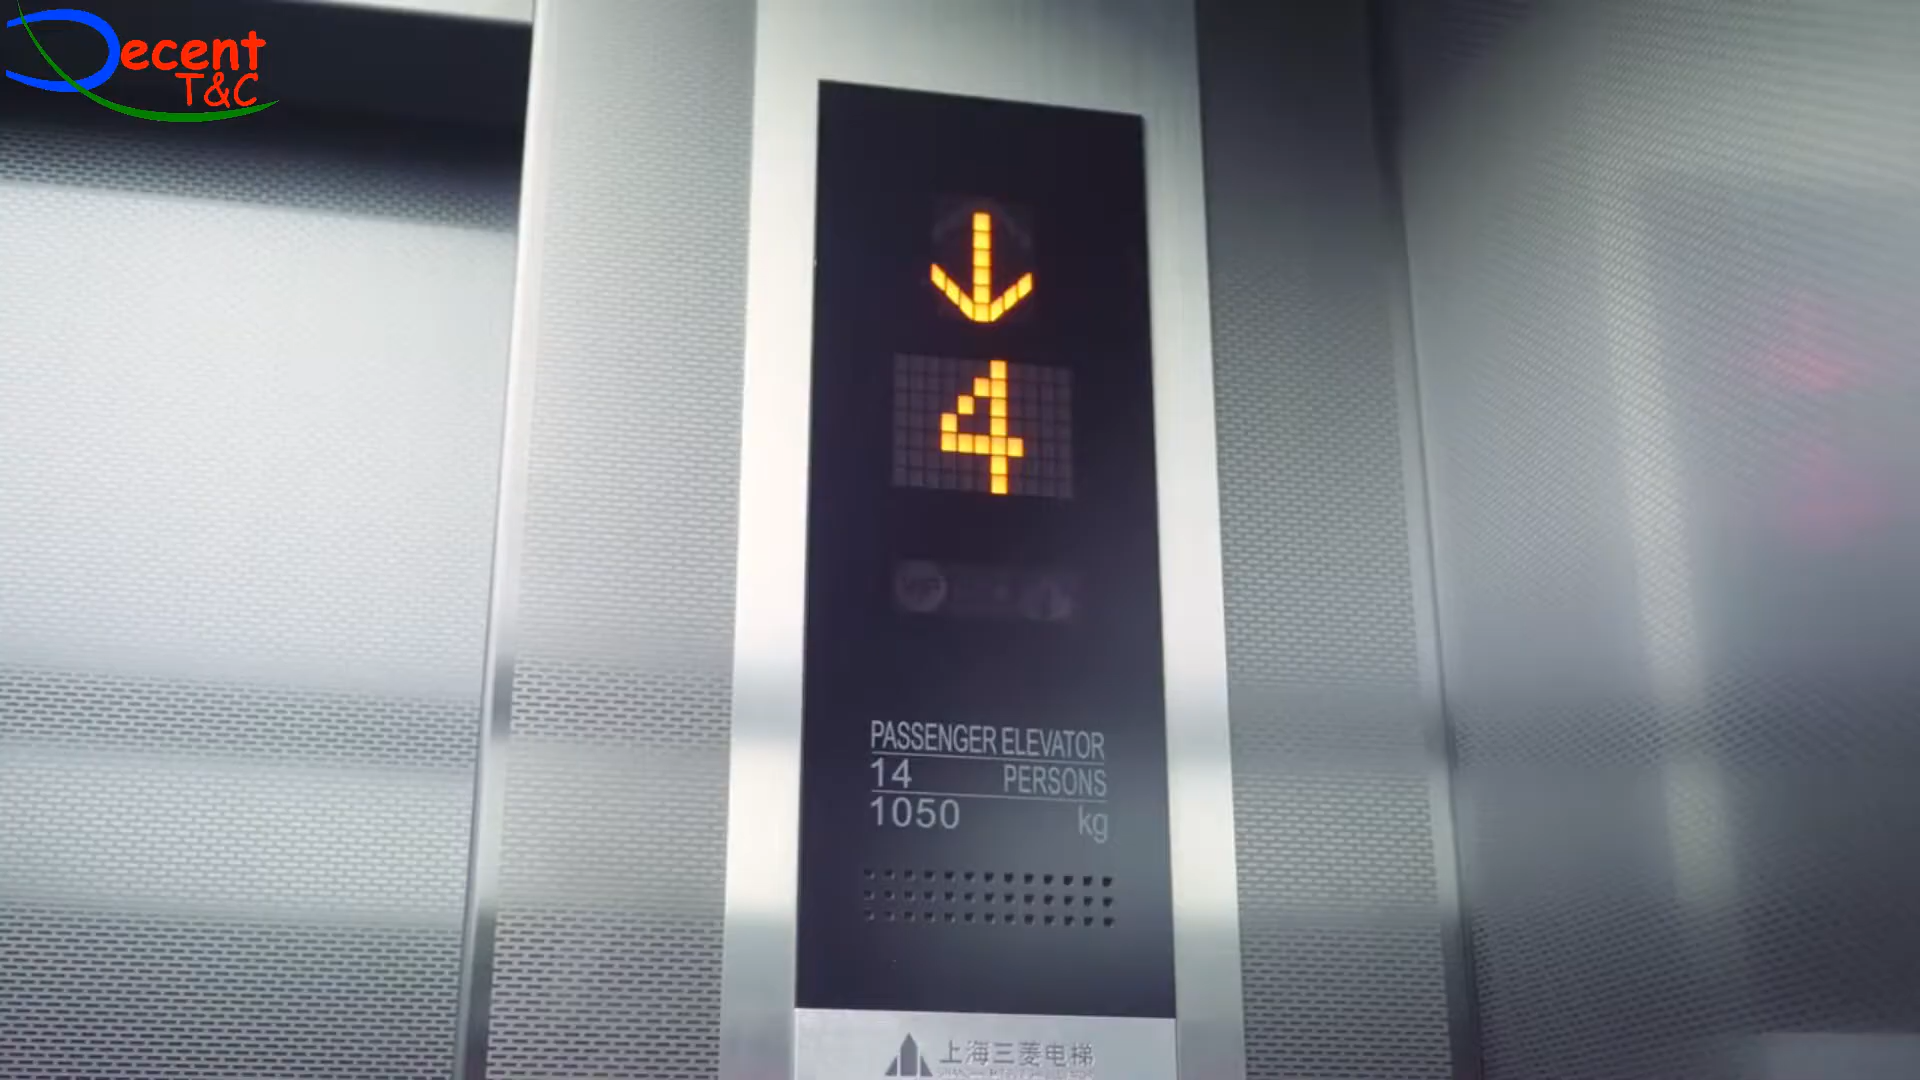 Decent
T&C
4
PASSENGER ELEVATOR
14 PERSONS
1050 kg
上海三菱电梯